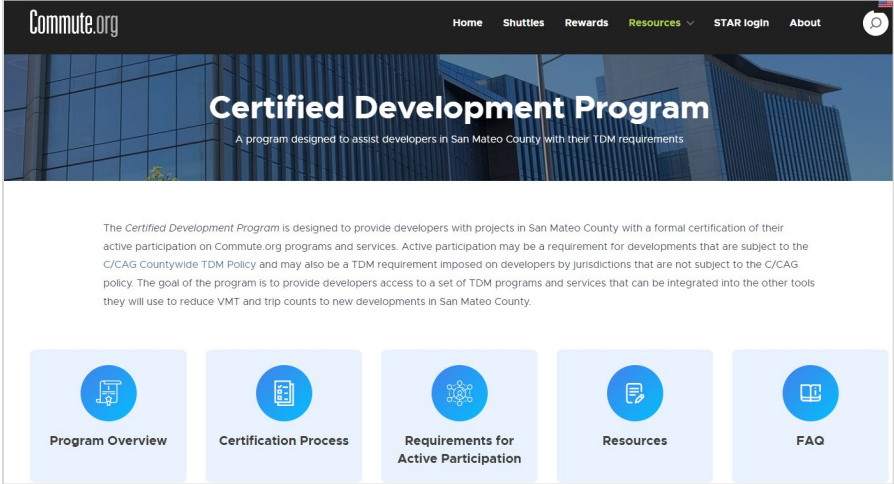 Commute.org
Home Shuttles Rewards Resources STAR login About
Certified Development Program
A program designed to assist developers in San Mateo County with their TDM requirements
The Certified Development Program is designed to provide developers with projects in San Mateo County with a formal certification of their
active participation on Commute.org programs and services. Active participation may be a requirement for developments that are subject to the
C/CAG Countywide TDM Policy and may also be a TDM requirement imposed on developers by jurisdictions that are not subject to the C/CAG
policy. The goal of the program is to provide developers access to a set of TDM programs and services that can be integrated into the other tools
they will use to reduce VMT and trip counts to new developments in San Mateo County.
Program Overview
Certification Process
Requirements for
Active Participation
Resources
FAQ